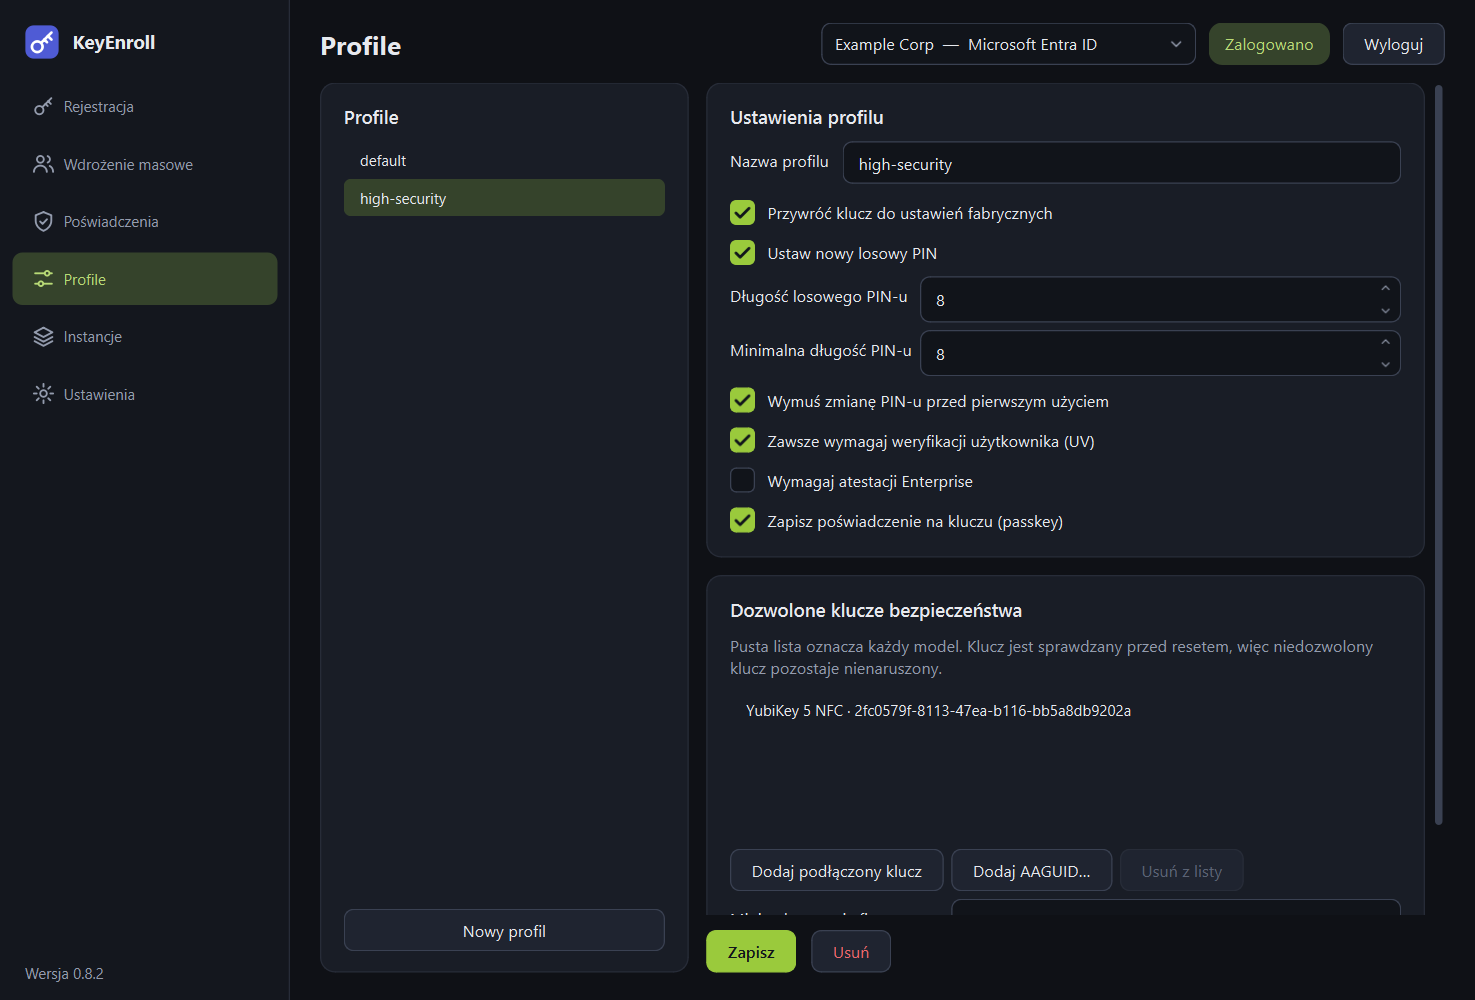 KeyEnroll
Rejestracja
Wdrożenie masowe
Poświadczenia
Profile
Instancje
Ustawienia
Wersja 0.8.2
Profile
Example Corp — Microsoft Entra ID
Zalogowano
Wyloguj
Profile
default
high-security
Nowy profil
Ustawienia profilu
Nazwa profilu
high-security
Przywróć klucz do ustawień fabrycznych
Ustaw nowy losowy PIN
Długość losowego PIN-u
8
Minimalna długość PIN-u
8
Wymuś zmianę PIN-u przed pierwszym użyciem
Zawsze wymagaj weryfikacji użytkownika (UV)
Wymagaj atestacji Enterprise
Zapisz poświadczenie na kluczu (passkey)
Dozwolone klucze bezpieczeństwa
Pusta lista oznacza każdy model. Klucz jest sprawdzany przed resetem, więc niedozwolony
klucz pozostaje nienaruszony.
YubiKey 5 NFC · 2fc0579f-8113-47ea-b116-bb5a8db9202a
Dodaj podłączony klucz
Dodaj AAGUID...
Usuń z listy
Zapisz
Usuń